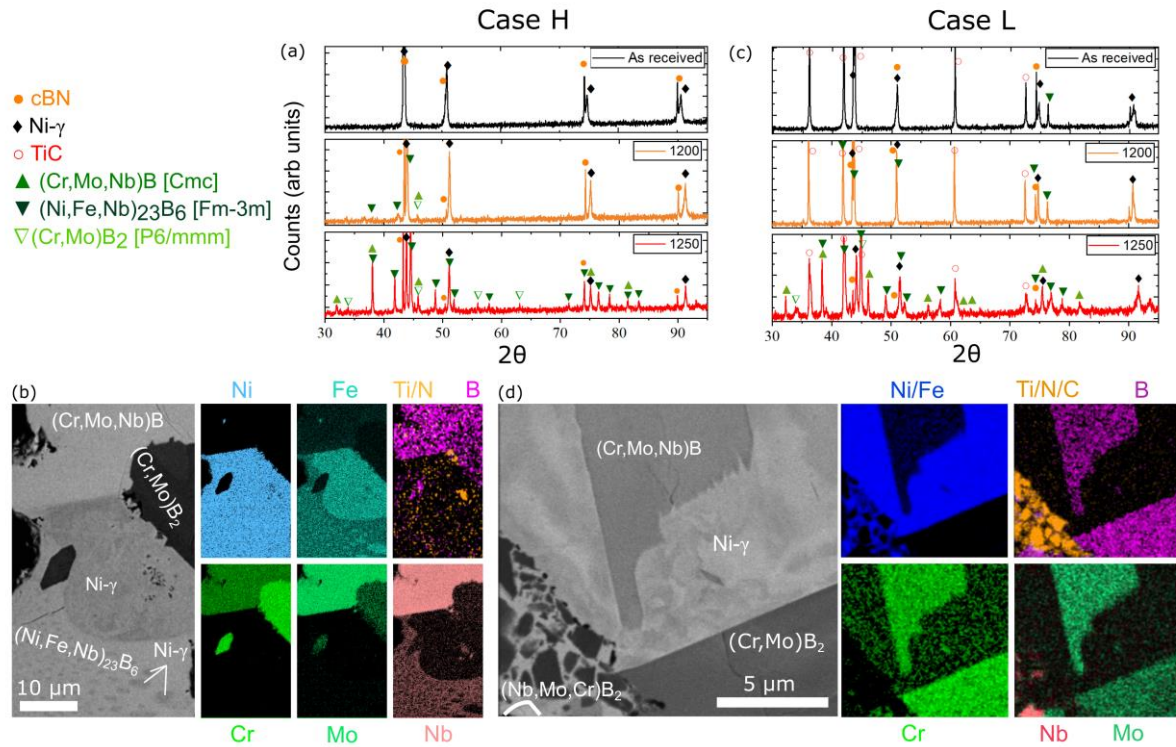 Case H
Case L
cBN
Ni-γ
TiC
(Cr,Mo,Nb)B [Cmc]
(Ni,Fe,Nb)23B6 [Fm-3m]
(Cr,Mo)B2 [P6/mmm]
Counts (arb units)
(a)
As received
1200
1250
30 40 50 60 70 80 90
2θ
(c)
As received
1200
1250
30 40 50 60 70 80 90
2θ
(b)
Ni
Fe
Ti/N
B
(Cr,Mo,Nb)B
(Cr,Mo)B2
Ni-γ
(Ni,Fe,Nb)23B6
Ni-γ
10 μm
Cr
Mo
Nb
(d)
Ni/Fe
Ti/N/C
B
(Cr,Mo,Nb)B
Ni-γ
(Cr,Mo)B2
(Nb,Mo,Cr)B2
5 μm
Cr
Nb
Mo